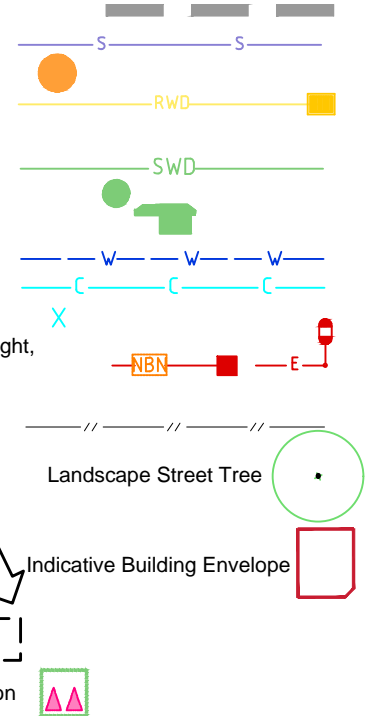 S S
RWD
SWD
W W W
C C C
X
ght,
NBN E
// // //
Landscape Street Tree
Indicative Building Envelope
on